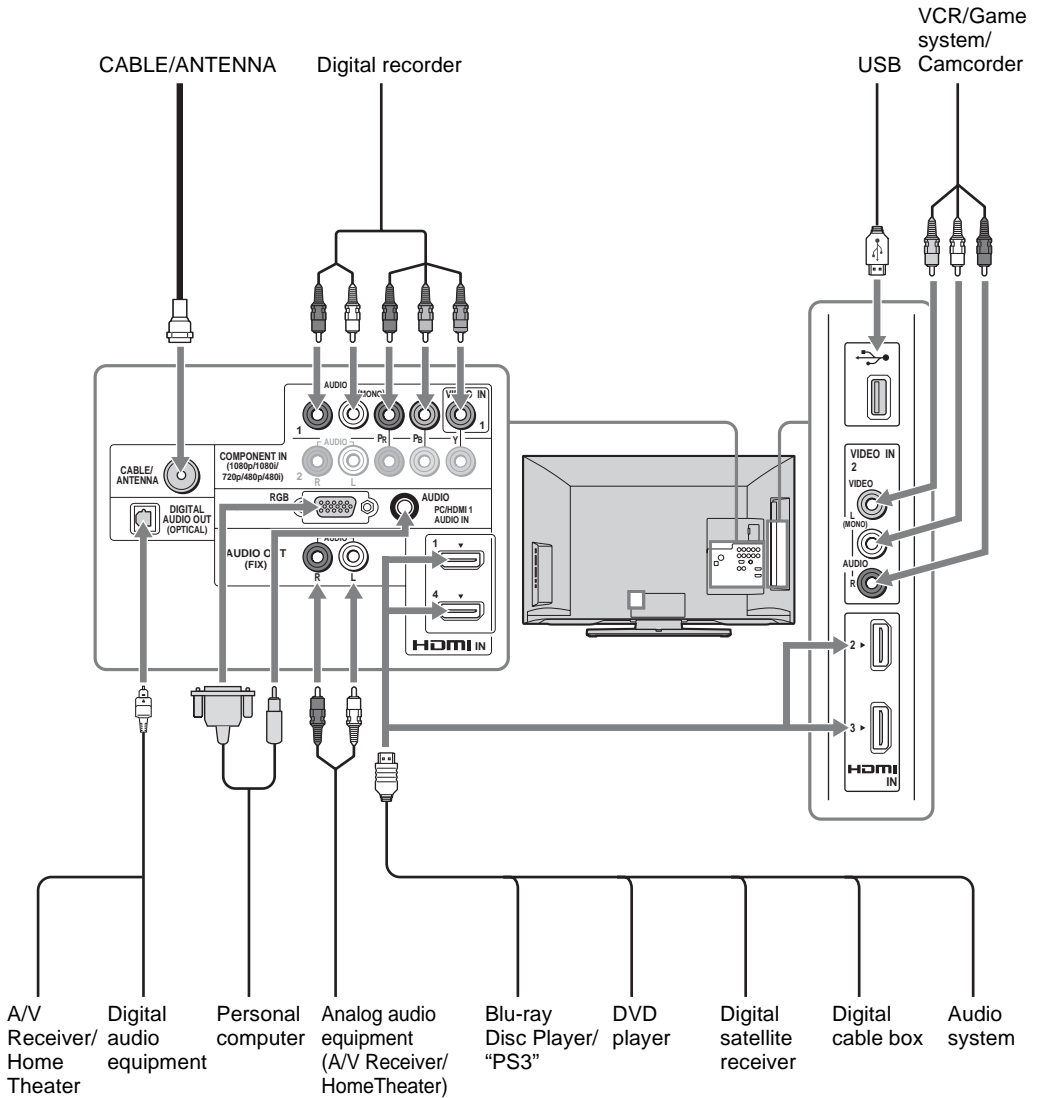 VCR/Game
system/
Camcorder
CABLE/ANTENNA
Digital recorder
USB
AUDIO
(MONO)
VIDEO IN
1
1
AUDIO
PR
PB
Y
COMPONENT IN
(1080p/1080i/
720p/480p/480i)
2
R
L
CABLE/
ANTENNA
DIGITAL
AUDIO OUT
(OPTICAL)
RGB
AUDIO
PC/HDMI 1
AUDIO IN
AUDIO OUT
(FIX)
AUDIO
R
L
1
4
HDMI IN
VIDEO IN
2
VIDEO
L
(MONO)
AUDIO
R
2
3
HDMI
IN
A/V
Receiver/
Home
Theater
Digital
audio
equipment
Personal
computer
Analog audio
equipment
(A/V Receiver/
HomeTheater)
Blu-ray
Disc Player/
“PS3”
DVD
player
Digital
satellite
receiver
Digital
cable box
Audio
system